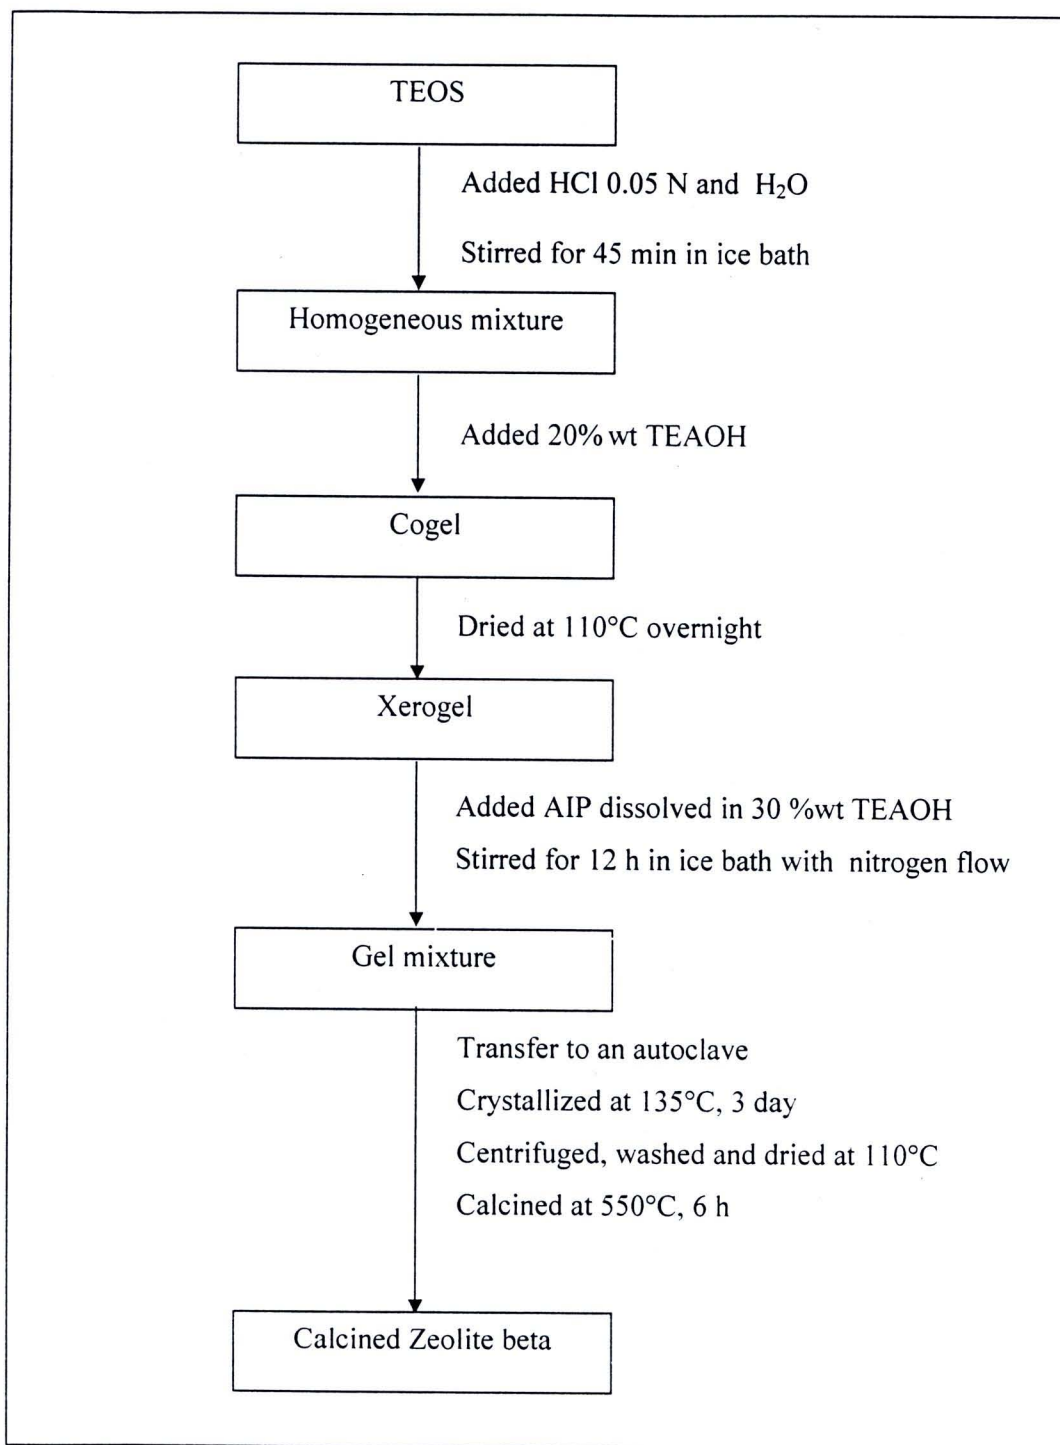 TEOS
Added HCl 0.05 N and H₂O
Stirred for 45 min in ice bath
Homogeneous mixture
Added 20% wt TEAOH
Cogel
Dried at 110°C overnight
Xerogel
Added AIP dissolved in 30 %wt TEAOH
Stirred for 12 h in ice bath with nitrogen flow
Gel mixture
Transfer to an autoclave
Crystallized at 135°C, 3 day
Centrifuged, washed and dried at 110°C
Calcined at 550°C, 6 h
Calcined Zeolite beta